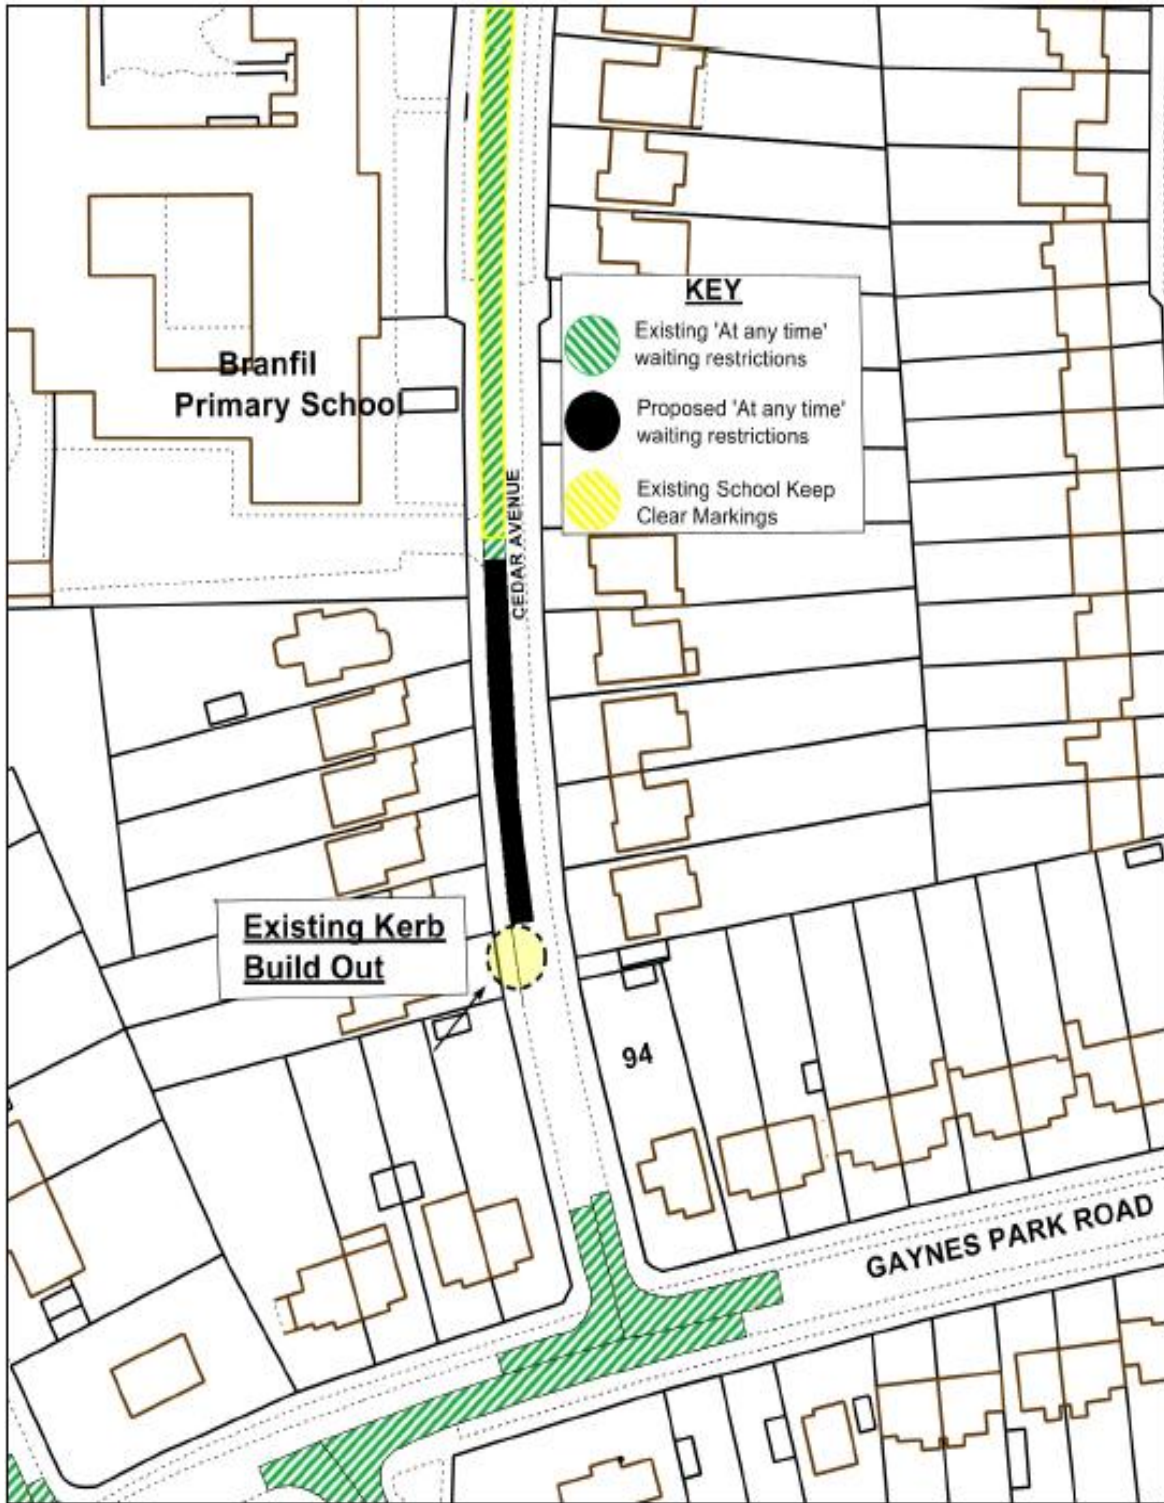 KEY
Existing 'At any time'
waiting restrictions
Proposed 'At any time'
waiting restrictions
Existing School Keep
Clear Markings
Branfil
Primary School
CEDAR AVENUE
Existing Kerb
Build Out
94
GAYNES PARK ROAD